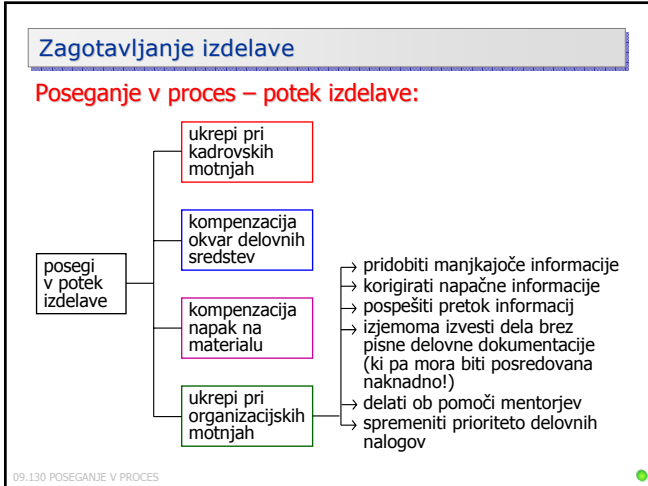 Zagotavljanje izdelave
Poseganje v proces – potek izdelave:
posegi
v potek
izdelave
ukrepi pri
kadrovskih
motnjah
kompenzacija
okvar delovnih
sredstev
kompenzacija
napak na
materialu
ukrepi pri
organizacijskih
motnjah
pridobiti manjkajoče informacije
korigirati napačne informacije
pospešiti pretok informacij
izjemoma izvesti dela brez
pisne delovne dokumentacije
(ki pa mora biti posredovana
naknadno!)
delati ob pomoči mentorjev
spremeniti prioriteto delovnih
nalogov
09.130 POSEGANJE V PROCES